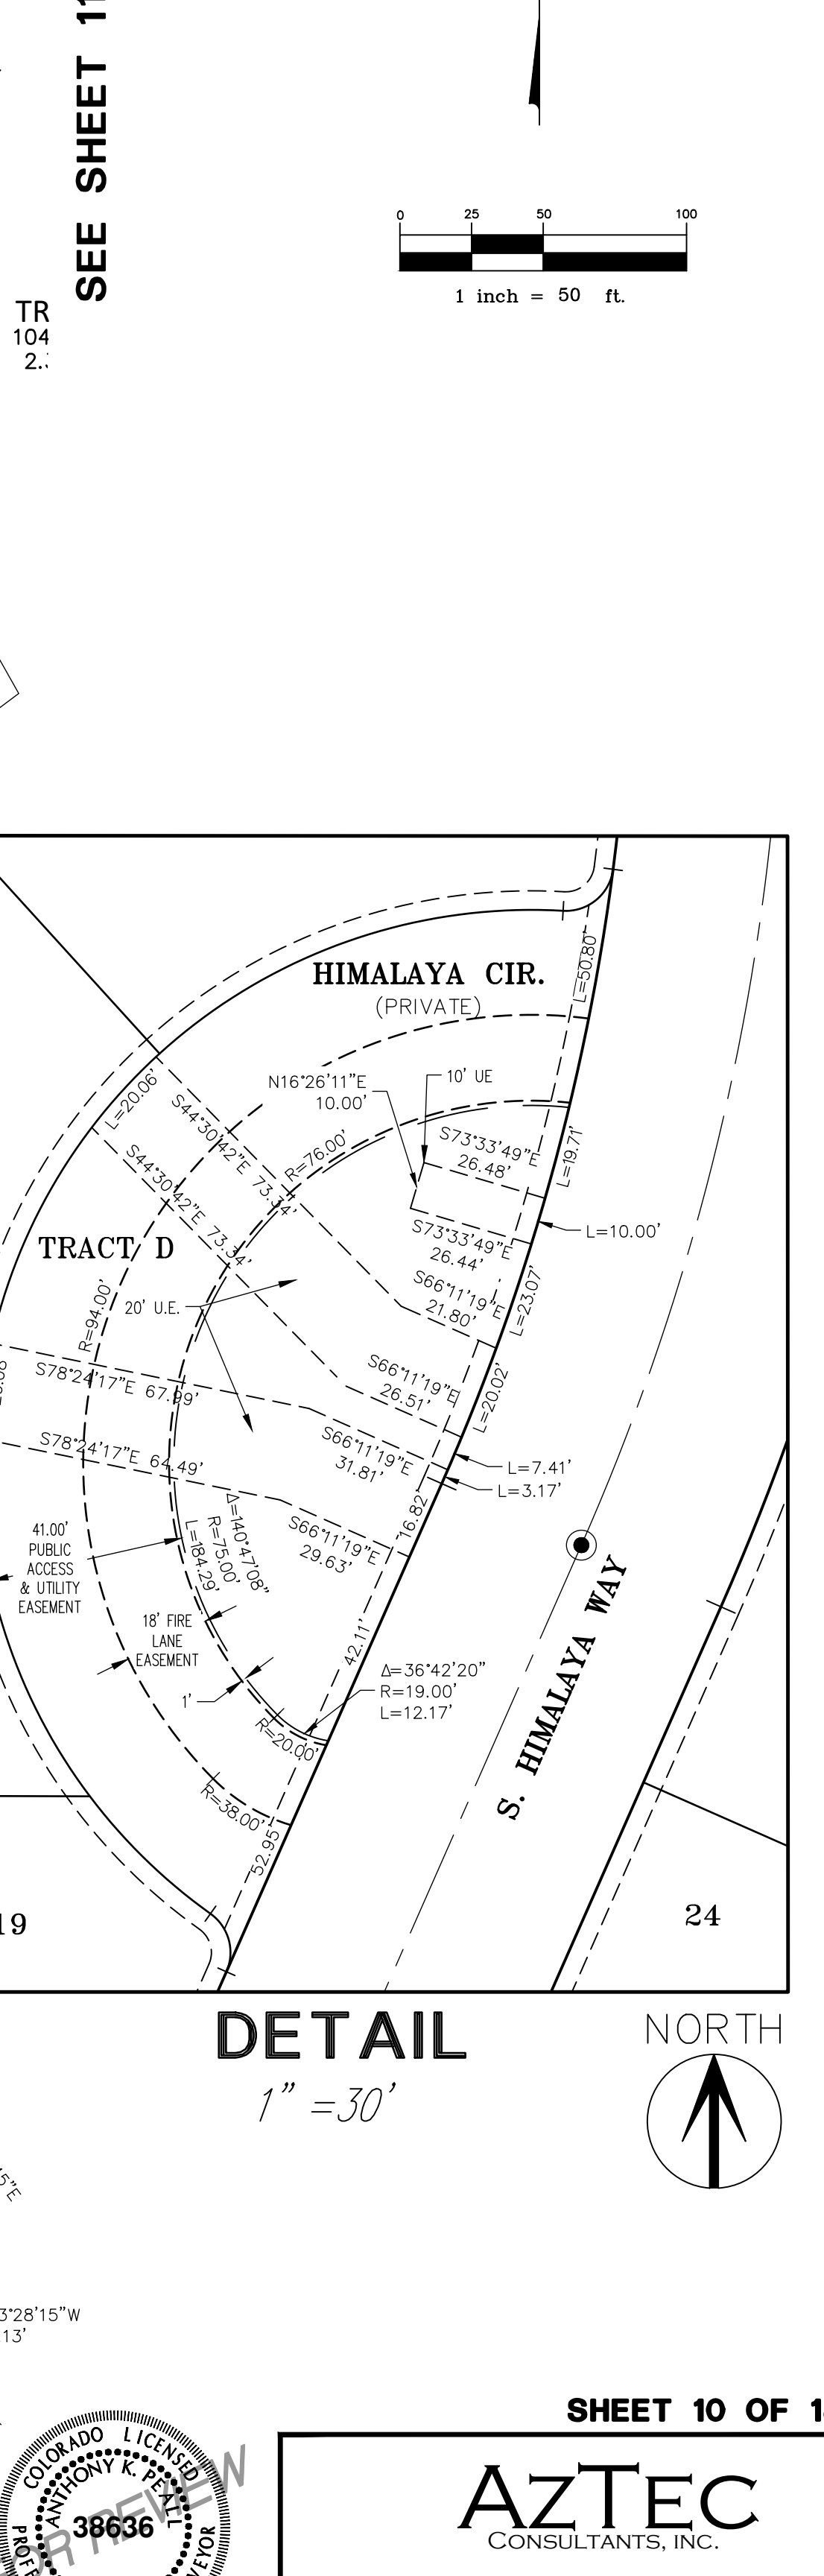 SEE SHEET 11
TR
104
2.
0 25 50 100
1 inch = 50 ft.
HIMALAYA CIR.
(PRIVATE)
L=50.80'
N16°26'11"E
10.00'
10' UE
L=20.06'
S44°30'42"E 73.34'
S44°30'42"E 73.34'
R=76.00'
S73°33'49"E
26.48'
L=19.71'
L=10.00'
S73°33'49"E
26.44'
TRACT D
S66°11'19"E
21.80'
L=23.07'
20' U.E.
R=94.00'
S66°11'19"E
26.51'
L=20.02'
S78°24'17"E 67.99'
S66°11'19"E
31.81'
L=7.41'
L=3.17'
S78°24'17"E 64.49'
16.82'
S66°11'19"E
29.63'
Δ=140°47'08"
R=75.00'
L=184.29'
41.00'
PUBLIC
ACCESS
& UTILITY
EASEMENT
18' FIRE
LANE
EASEMENT
42.11'
Δ=36°42'20"
R=19.00'
L=12.17'
1'
R=20.00'
R=38.00'
52.95'
S. HIMALAYA WAY
19
24
DETAIL
1" =30'
NORTH
5"E
3°28'15"W
13'
SHEET 10 OF 1
COLORADO LICENSED
ANTHONY K. PEALL
38636
OR REVIEW
AZTEC
CONSULTANTS, INC.